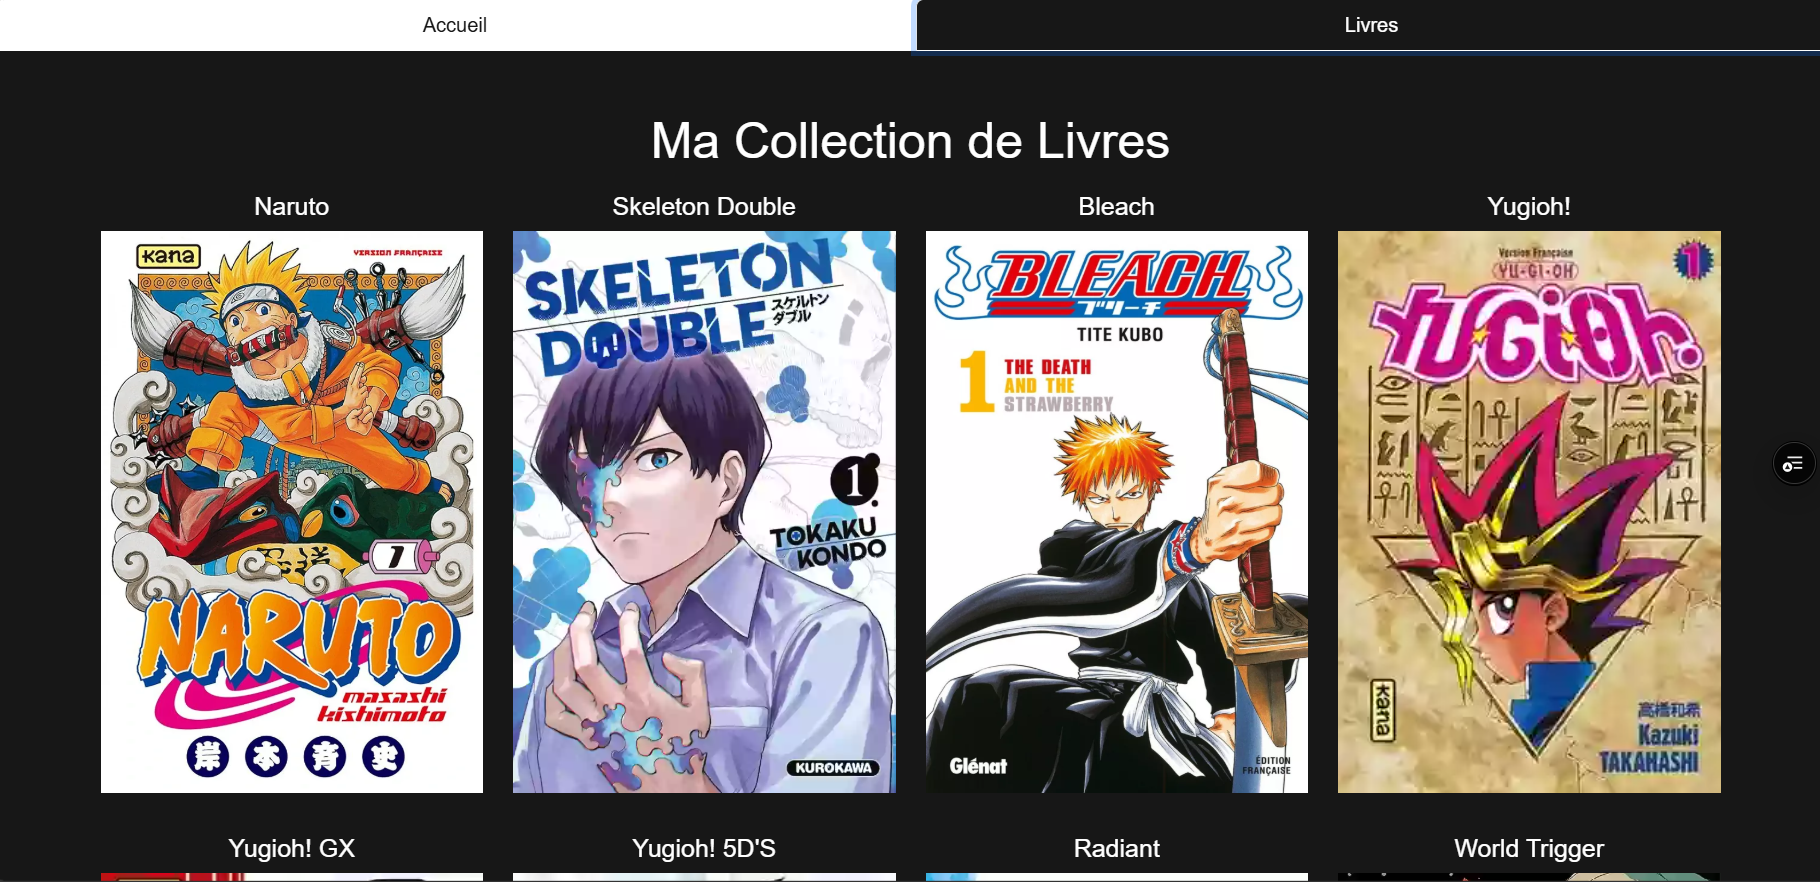 Accueil
Livres
Ma Collection de Livres
Naruto
Skeleton Double
Bleach
Yugioh!
Kana
VERSION FRANÇAISE
1
NARUTO
masashi
kishimoto
岸本斉史
SKELETON
DOUBLE
スケルトン
ダブル
1.
TOKAKU
KONDO
KUROKAWA
BLEACH
ブリーチ
TITE KUBO
1
THE DEATH
AND THE
STRAWBERRY
Glénat
ÉDITION
FRANÇAISE
Version Française
YU-GI-OH
1
YU・Gi・Oh.
Kana
高橋和希
Kazuki
TAKAHASHI
Yugioh! GX
Yugioh! 5D'S
Radiant
World Trigger